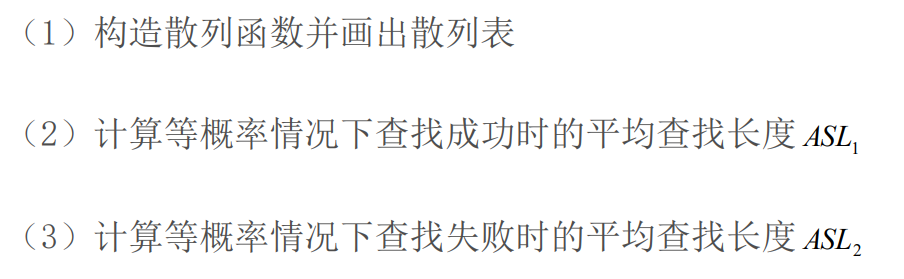 （1）构造散列函数并画出散列表
（2）计算等概率情况下查找成功时的平均查找长度 ASL₁
（3）计算等概率情况下查找失败时的平均查找长度 ASL₂